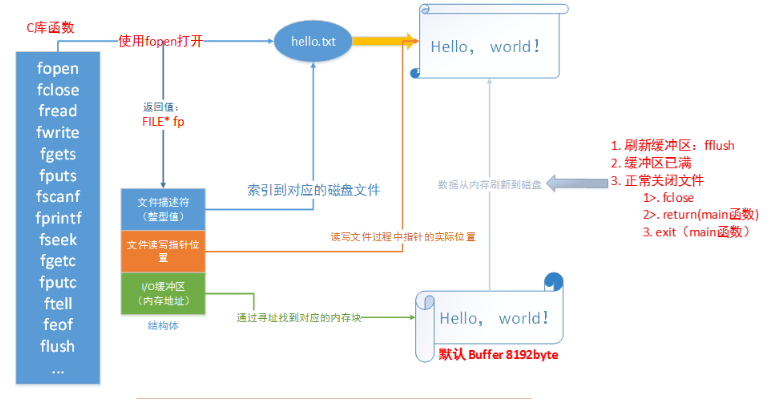 C库函数
fopen
fclose
fread
fwrite
fgets
fputs
fscanf
fprintf
fseek
fgetc
fputc
ftell
feof
flush
...
使用fopen打开
返回值：
FILE* fp
hello.txt
Hello， world！
文件描述符
（整型值）
文件读写指针位
置
I/O缓冲区
（内存地址）
结构体
索引到对应的磁盘文件
读写文件过程中指针的实际位置
通过寻址找到对应的内存块
数据从内存刷新到磁盘
1. 刷新缓冲区：fflush
2. 缓冲区已满
3. 正常关闭文件
1>. fclose
2>. return(main函数)
3. exit（main函数）
Hello， world！
默认 Buffer 8192byte